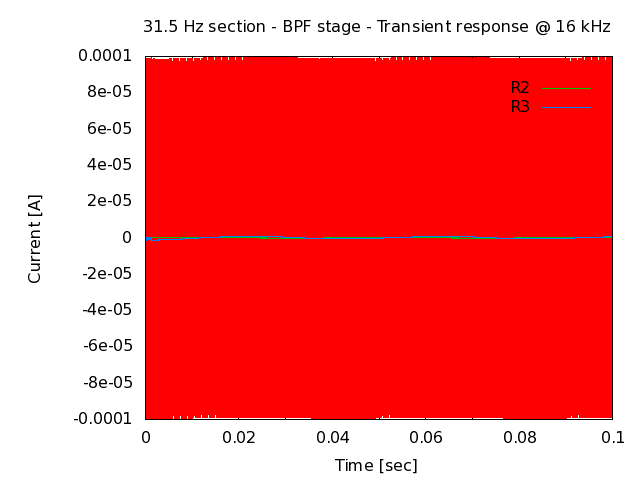 31.5 Hz section - BPF stage - Transient response @ 16 kHz
0.0001
8e-05
6e-05
4e-05
2e-05
0
-2e-05
-4e-05
-6e-05
-8e-05
-0.0001
Current [A]
R2
R3
0 0.02 0.04 0.06 0.08 0.1
Time [sec]